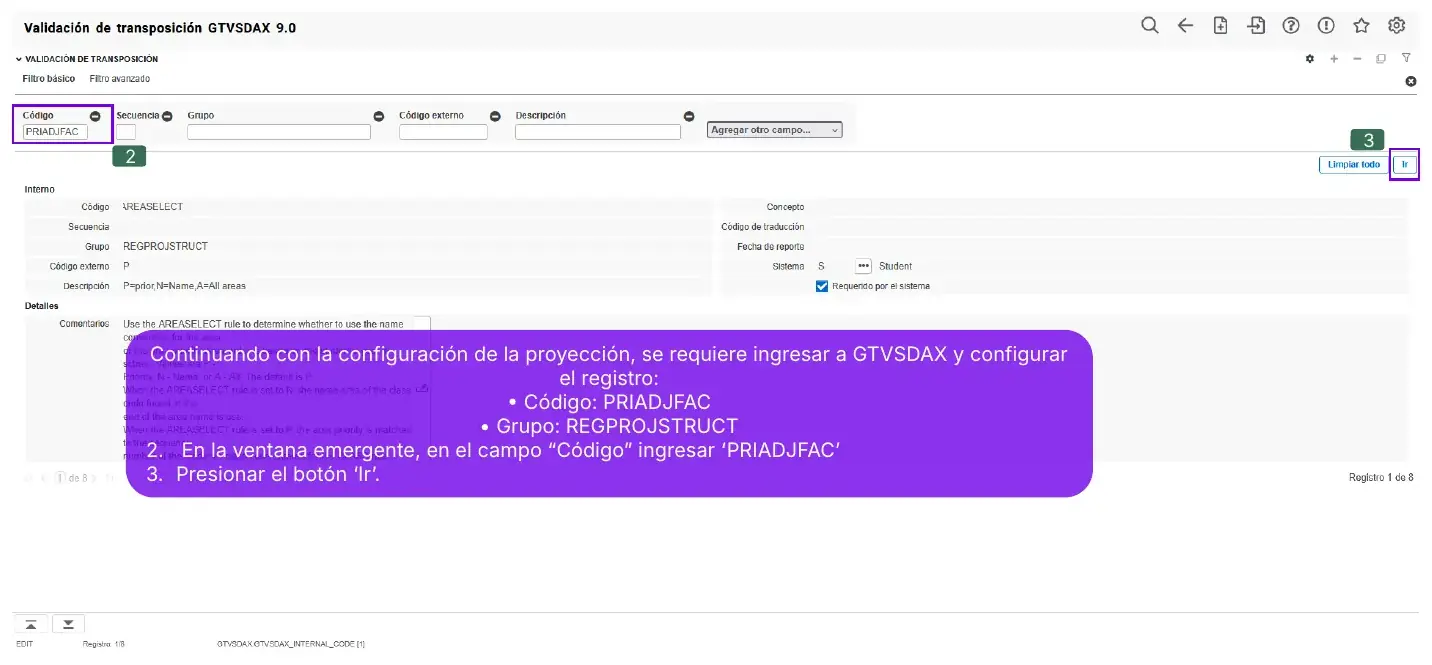 Validación de transposición GTVSDAX 9.0
VALIDACIÓN DE TRANSPOSICIÓN
Filtro básico Filtro avanzado
Código Secuencia Grupo Código externo Descripción
PRIADJFAC Agregar otro campo...
2
3
Limpiar todo Ir
Interno
Código AREASELECT Concepto
Secuencia Código de traducción
Grupo REGPROJSTRUCT Fecha de reporte
Código externo P Sistema S ••• Student
Descripción P=prior,N=Name,A=All areas Requerido por el sistema
Detalles
Comentarios Use the AREASELECT rule to determine whether to use the name
Continuando con la configuración de la proyección, se requiere ingresar a GTVSDAX y configurar
el registro:
• Código: PRIADJFAC
• Grupo: REGPROJSTRUCT
2. En la ventana emergente, en el campo “Código” ingresar ‘PRIADJFAC’
3. Presionar el botón ‘Ir’.
1 de 8 Registro 1 de 8
EDIT Registro: 1/8 GTVSDAX.GTVSDAX_INTERNAL_CODE [1]